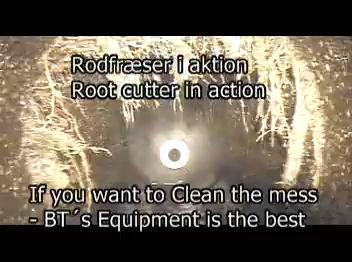 Rodfræser i aktion
Root cutter in action
If you want to Clean the mess
- BT´s Equipment is the best